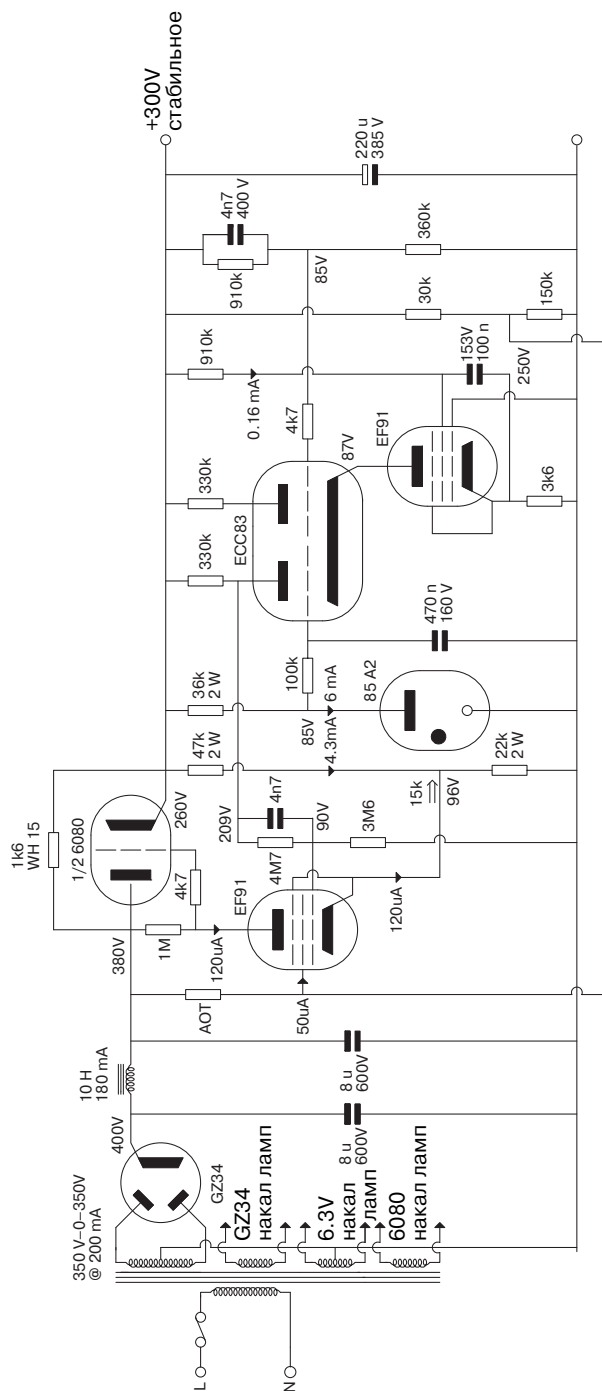 L
N
350 V–0–350V
@ 200 mA
GZ34
накал ламп
6.3V
накал
ламп
6080
накал ламп
GZ34
400V
10 H
180 mA
8 u
600V
8 u
600V
380V
AOT
50uA
1M
120uA
4k7
1k6
WH 15
1/2 6080
260V
EF91
120uA
209V
4M7
4n7
90V
3M6
47k
2 W
4.3mA
15k
96V
22k
2 W
36k
2 W
6 mA
85V
100k
85 A2
470 n
160 V
330k
330k
ECC83
87V
4k7
910k
0.16 mA
EF91
153V
100 n
3k6
250V
30k
150k
910k
4n7
400 V
85V
360k
220 u
385 V
+300V
стабильное